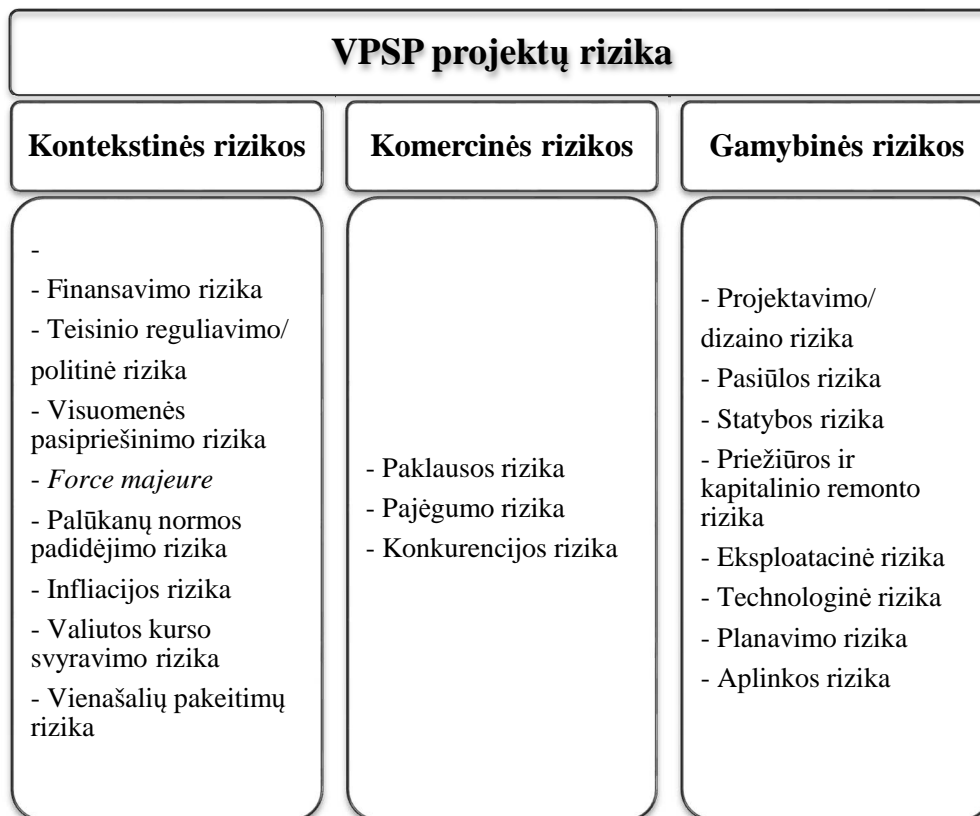 VPSP projektų rizika
Kontekstinės rizikos
-
- Finansavimo rizika
- Teisinio reguliavimo/
politinė rizika
- Visuomenės
pasipriešinimo rizika
- Force majeure
- Palūkanų normos
padidėjimo rizika
- Infliacijos rizika
- Valiutos kurso
svyravimo rizika
- Vienašalių pakeitimų
rizika
Komercinės rizikos
- Paklausos rizika
- Pajėgumo rizika
- Konkurencijos rizika
Gamybinės rizikos
- Projektavimo/
dizaino rizika
- Pasiūlos rizika
- Statybos rizika
- Priežiūros ir
kapitalinio remonto
rizika
- Eksploatacinė rizika
- Technologinė rizika
- Planavimo rizika
- Aplinkos rizika